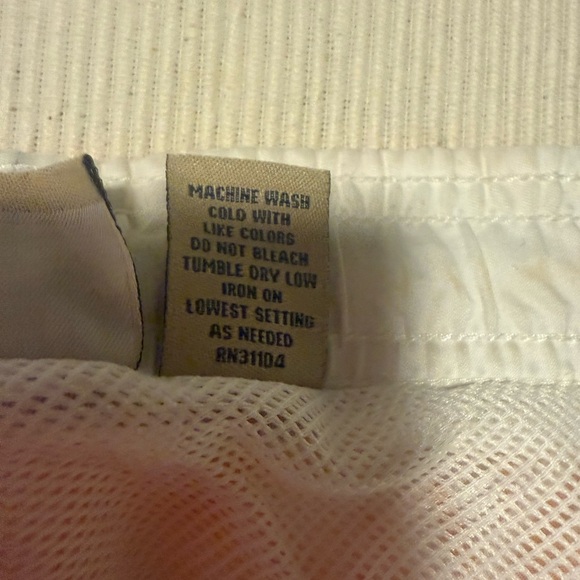 MACHINE WASH
COLD WITH
LIKE COLORS
DO NOT BLEACH
TUMBLE DRY LOW
IRON ON
LOWEST SETTING
AS NEEDED
RN31104